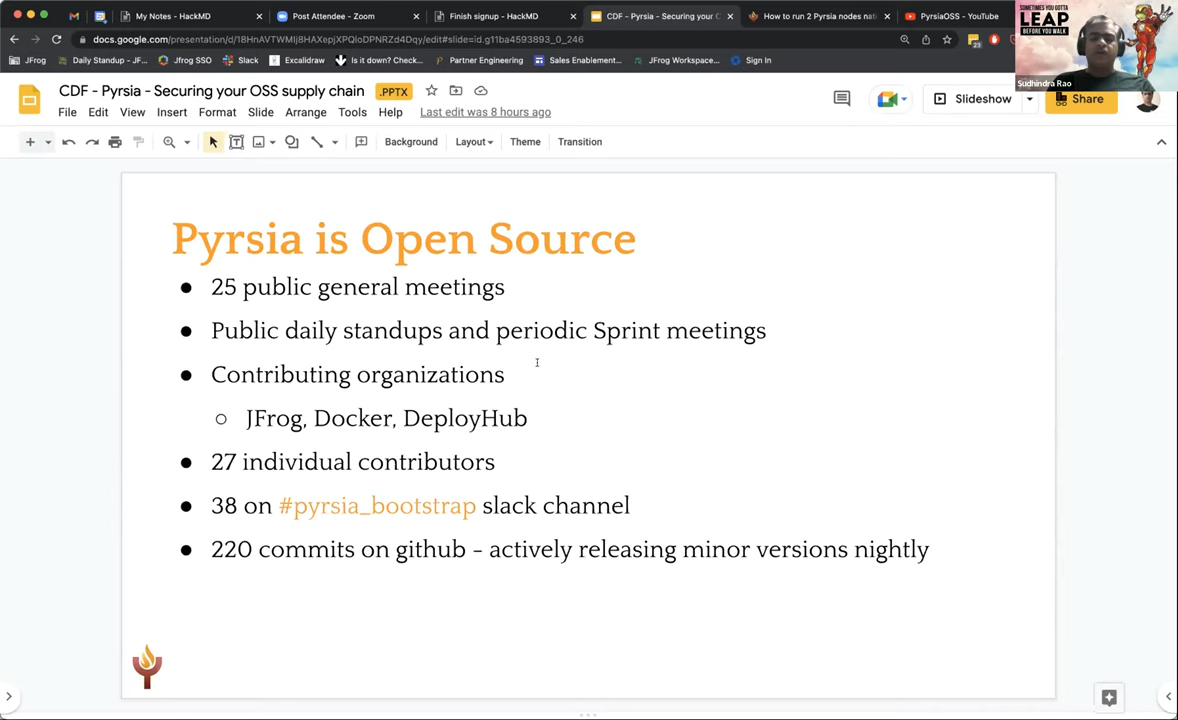 My Notes - HackMD
Post Attendee - Zoom
Finish signup - HackMD
CDF - Pyrsia - Securing your C
How to run 2 Pyrsia nodes nat
PyrsiaOSS - YouTube
docs.google.com/presentation/d/18HnAVTWMIj8HAXepjXPQloDPNRZd4Dqy/edit#slide=id.g11ba4593893_0_246
23
JFrog
Daily Standup - JF...
Jfrog SSO
Slack
Excalidraw
Is it down? Check...
Partner Engineering
Sales Enablement...
JFrog Workspace...
Sign In
SOMETIMES YOU GOTTA
LEAP
BEFORE YOU WALK
Sudhindra Rao
CDF - Pyrsia - Securing your OSS supply chain
.PPTX
File Edit View Insert Format Slide Arrange Tools Help Last edit was 8 hours ago
Slideshow
Share
Background Layout Theme Transition
Pyrsia is Open Source
● 25 public general meetings
● Public daily standups and periodic Sprint meetings
● Contributing organizations
○ JFrog, Docker, DeployHub
● 27 individual contributors
● 38 on #pyrsia_bootstrap slack channel
● 220 commits on github - actively releasing minor versions nightly